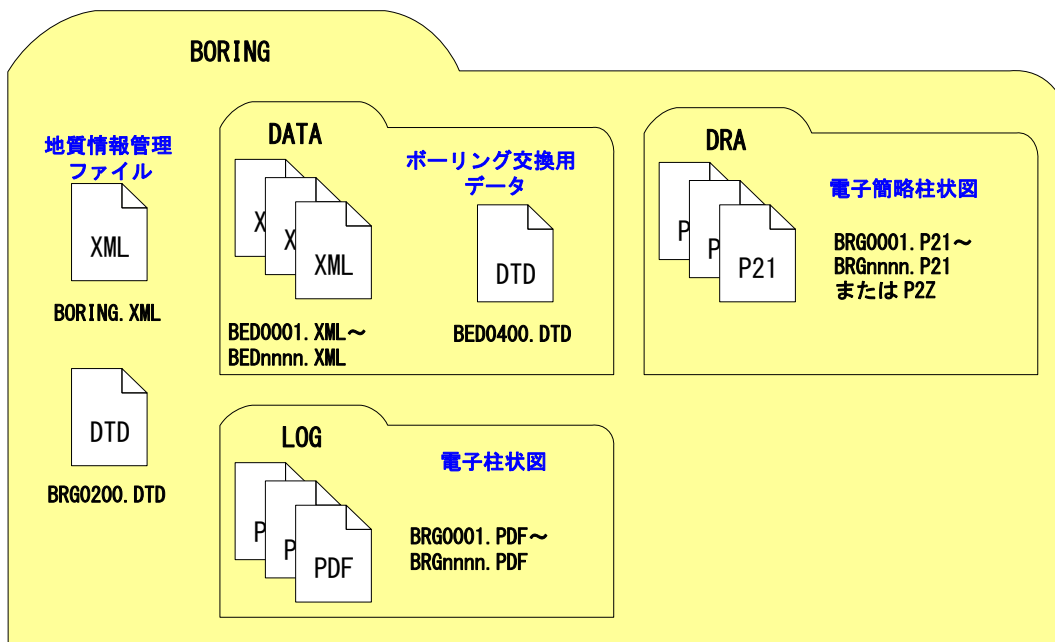 BORING
地質情報管理
ファイル
XML
BORING.XML
DTD
BRG0200.DTD
DATA
X
X
XML
BED0001.XML～
BEDnnnn.XML
ボーリング交換用
データ
DTD
BED0400.DTD
DRA
P
P
P21
電子簡略柱状図
BRG0001.P21～
BRGnnnn.P21
または P2Z
LOG
P
P
PDF
電子柱状図
BRG0001.PDF～
BRGnnnn.PDF